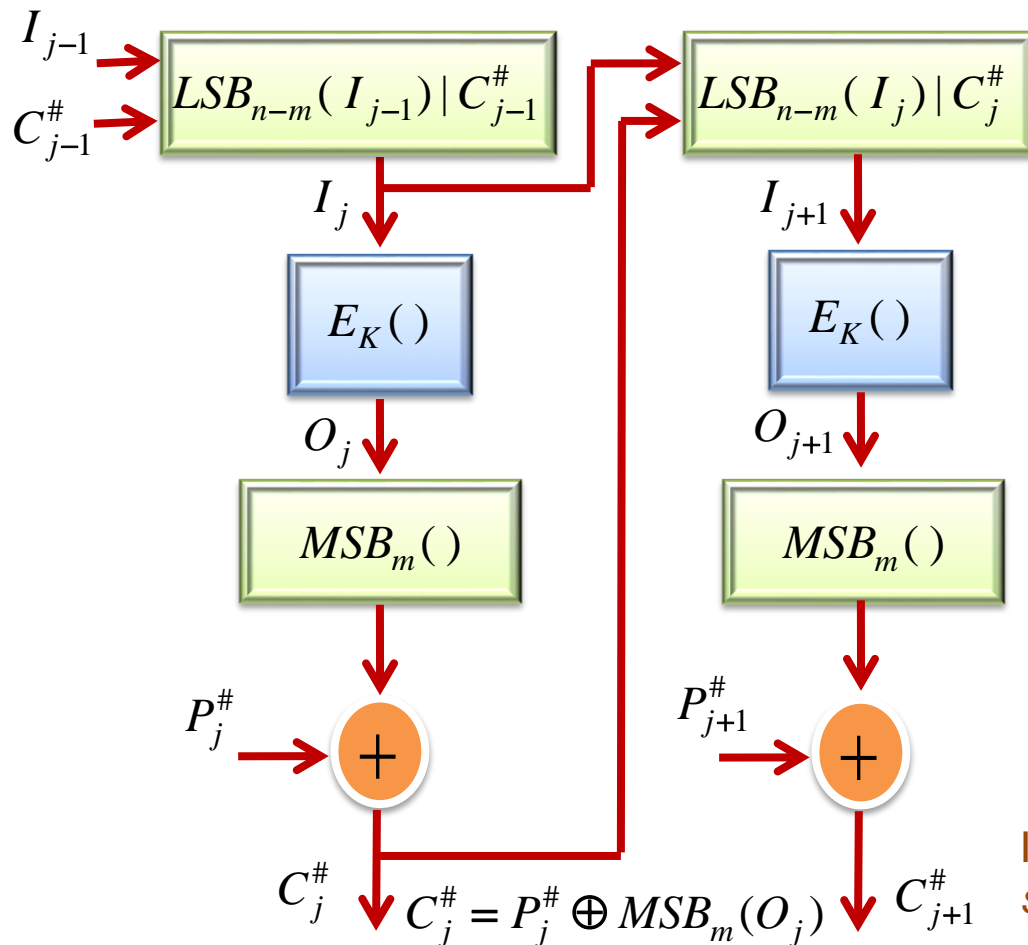 I_{j-1}
C^#_{j-1}
LSB_{n-m}(I_{j-1})|C^#_{j-1}
LSB_{n-m}(I_j)|C^#_j
I_j
I_{j+1}
E_K()
E_K()
O_j
O_{j+1}
MSB_m()
MSB_m()
P^#_j
+
P^#_{j+1}
+
C^#_j
C^#_j = P^#_j ⊕ MSB_m(O_j)
C^#_{j+1}